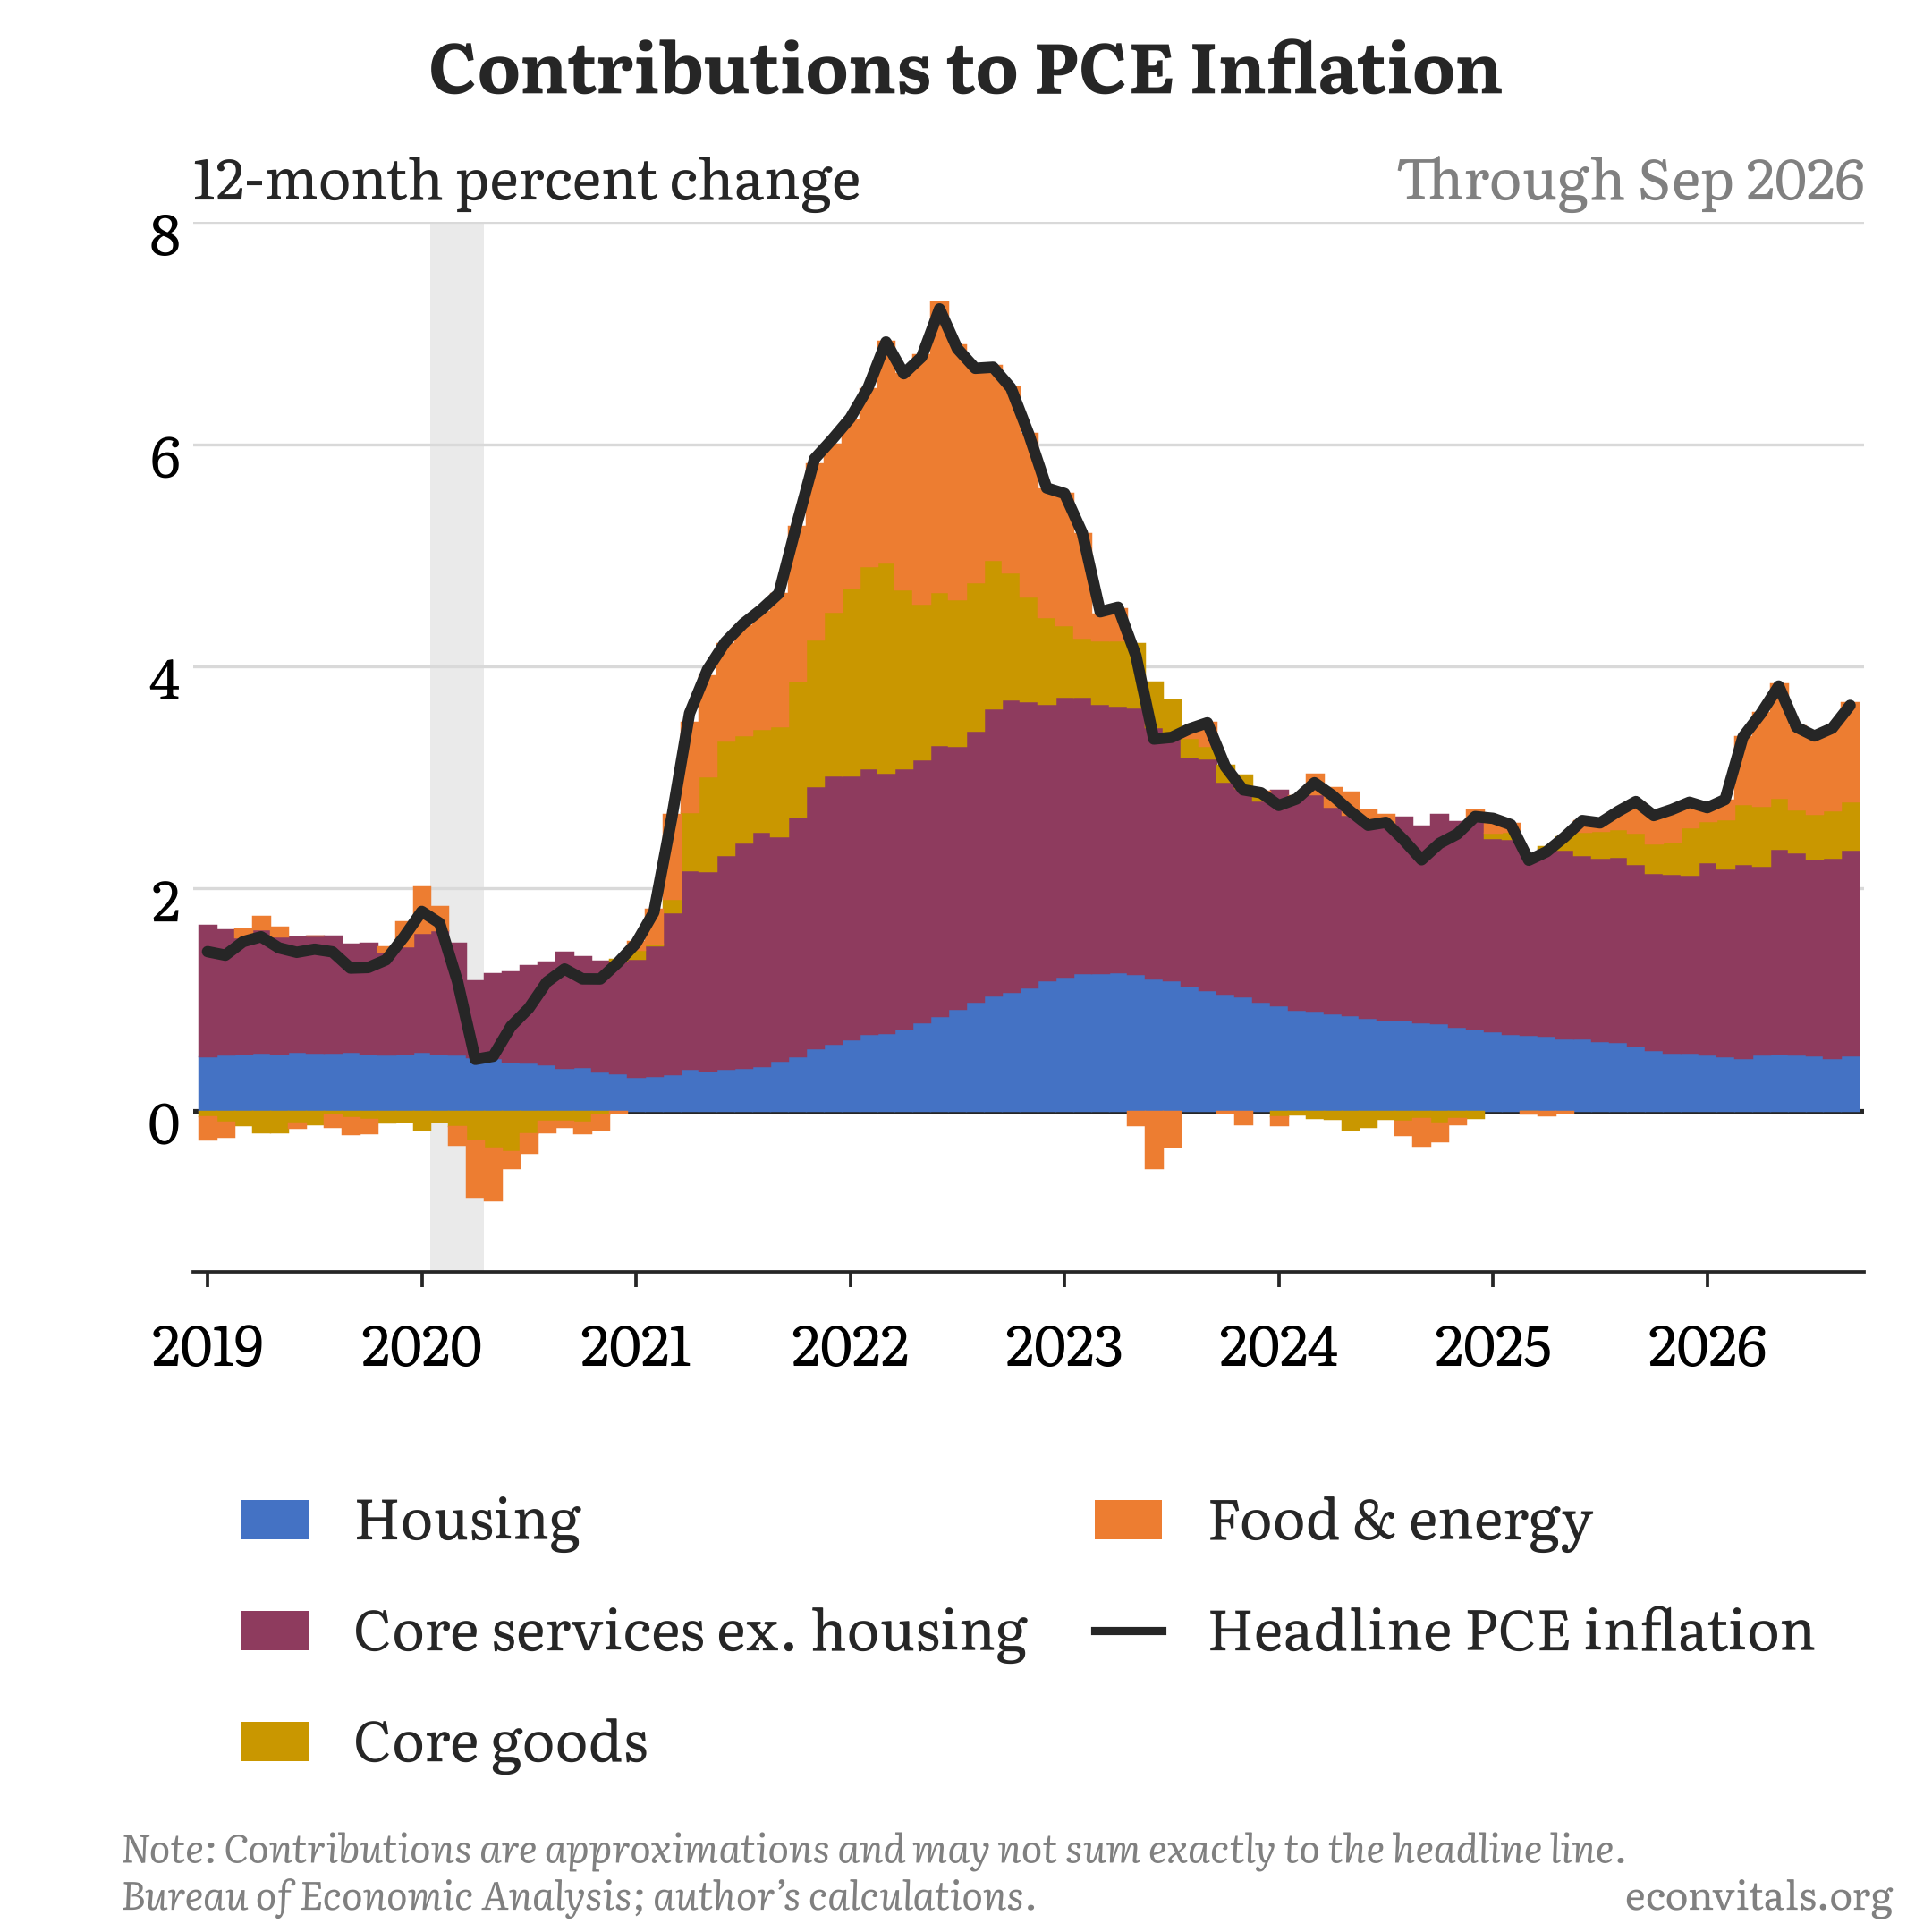 Contributions to PCE Inflation
12-month percent change
Through Sep 2026
8
6
4
2
0
2019 2020 2021 2022 2023 2024 2025 2026
Housing
Food & energy
Core services ex. housing
Headline PCE inflation
Core goods
Note: Contributions are approximations and may not sum exactly to the headline line.
Bureau of Economic Analysis; author’s calculations.
econvitals.org